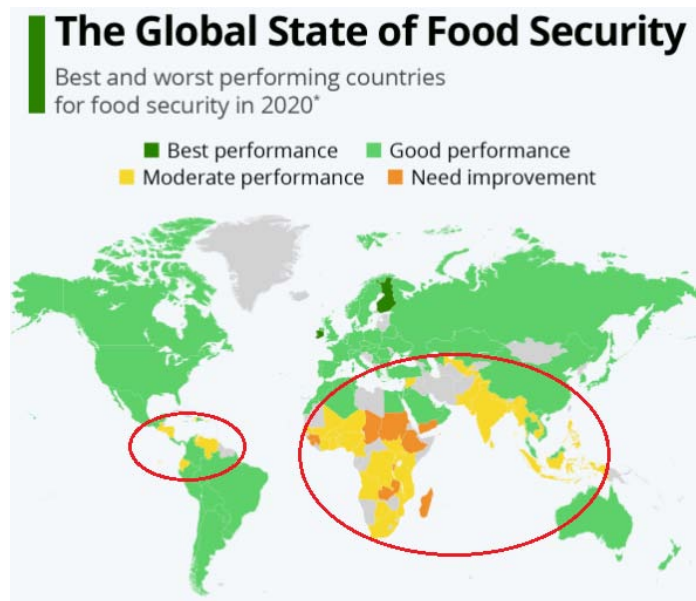 The Global State of Food Security
Best and worst performing countries
for food security in 2020*
Best performance Good performance
Moderate performance Need improvement